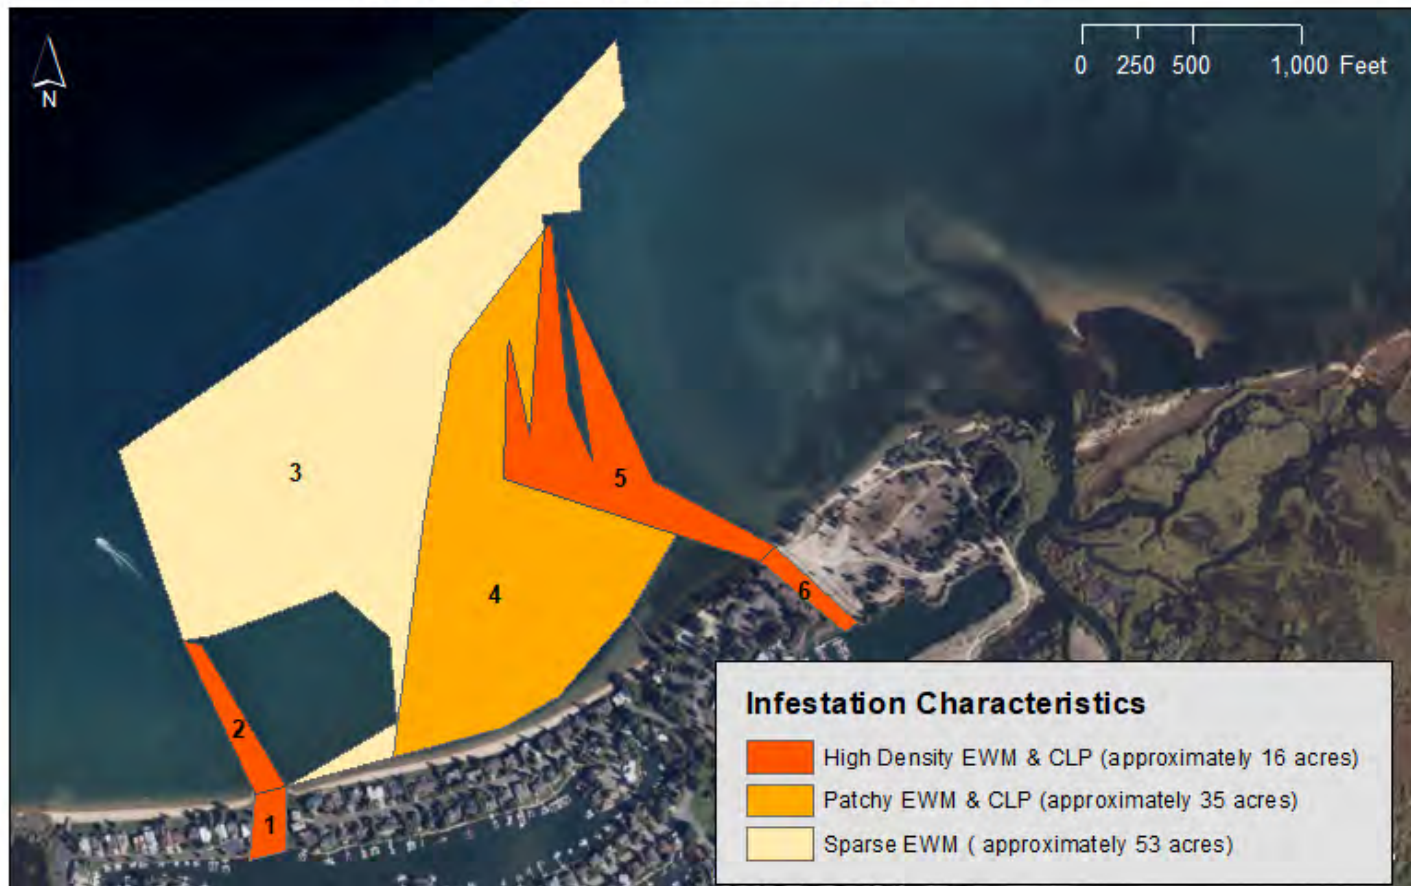 N
0 250 500 1,000 Feet
3
5
4
6
2
1
Infestation Characteristics
High Density EWM & CLP (approximately 16 acres)
Patchy EWM & CLP (approximately 35 acres)
Sparse EWM ( approximately 53 acres)